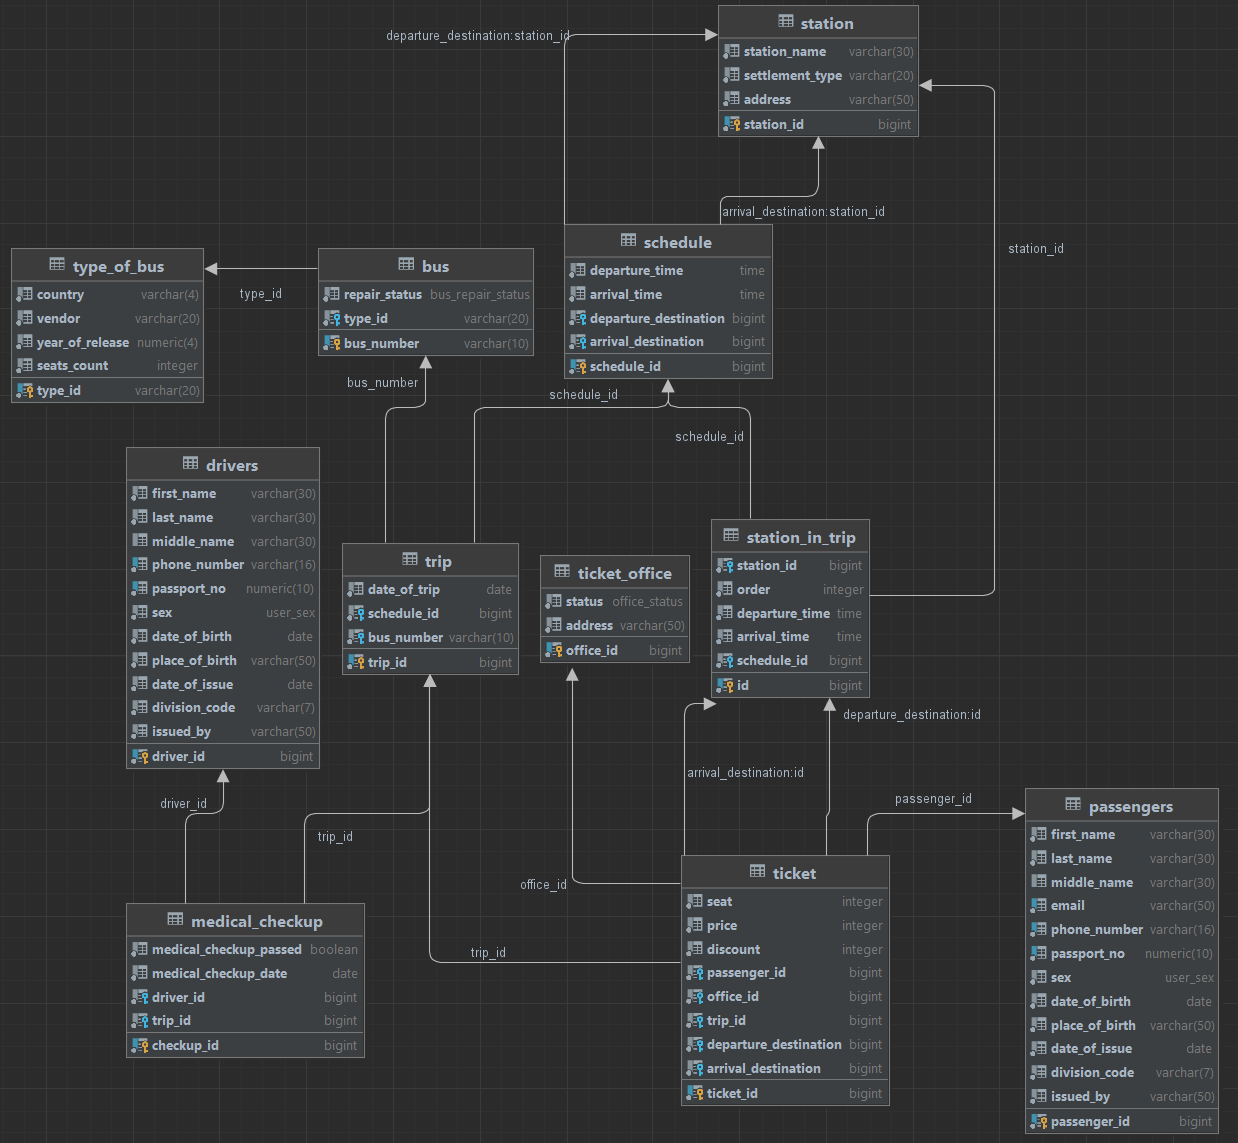 departure_destination:station_id
station
station_name varchar(30)
settlement_type varchar(20)
address varchar(50)
station_id bigint
arrival_destination:station_id
station_id
schedule
departure_time time
arrival_time time
departure_destination bigint
arrival_destination bigint
schedule_id bigint
type_of_bus
country varchar(4)
vendor varchar(20)
year_of_release numeric(4)
seats_count integer
type_id varchar(20)
type_id
bus
repair_status bus_repair_status
type_id varchar(20)
bus_number varchar(10)
bus_number
schedule_id
schedule_id
drivers
first_name varchar(30)
last_name varchar(30)
middle_name varchar(30)
phone_number varchar(16)
passport_no numeric(10)
sex user_sex
date_of_birth date
place_of_birth varchar(50)
date_of_issue date
division_code varchar(7)
issued_by varchar(50)
driver_id bigint
trip
date_of_trip date
schedule_id bigint
bus_number varchar(10)
trip_id bigint
ticket_office
status office_status
address varchar(50)
office_id bigint
station_in_trip
station_id bigint
order integer
departure_time time
arrival_time time
schedule_id bigint
id bigint
departure_destination:id
arrival_destination:id
driver_id
trip_id
passenger_id
office_id
trip_id
medical_checkup
medical_checkup_passed boolean
medical_checkup_date date
driver_id bigint
trip_id bigint
checkup_id bigint
ticket
seat integer
price integer
discount integer
passenger_id bigint
office_id bigint
trip_id bigint
departure_destination bigint
arrival_destination bigint
ticket_id bigint
passengers
first_name varchar(30)
last_name varchar(30)
middle_name varchar(30)
email varchar(50)
phone_number varchar(16)
passport_no numeric(10)
sex user_sex
date_of_birth date
place_of_birth varchar(50)
date_of_issue date
division_code varchar(7)
issued_by varchar(50)
passenger_id bigint